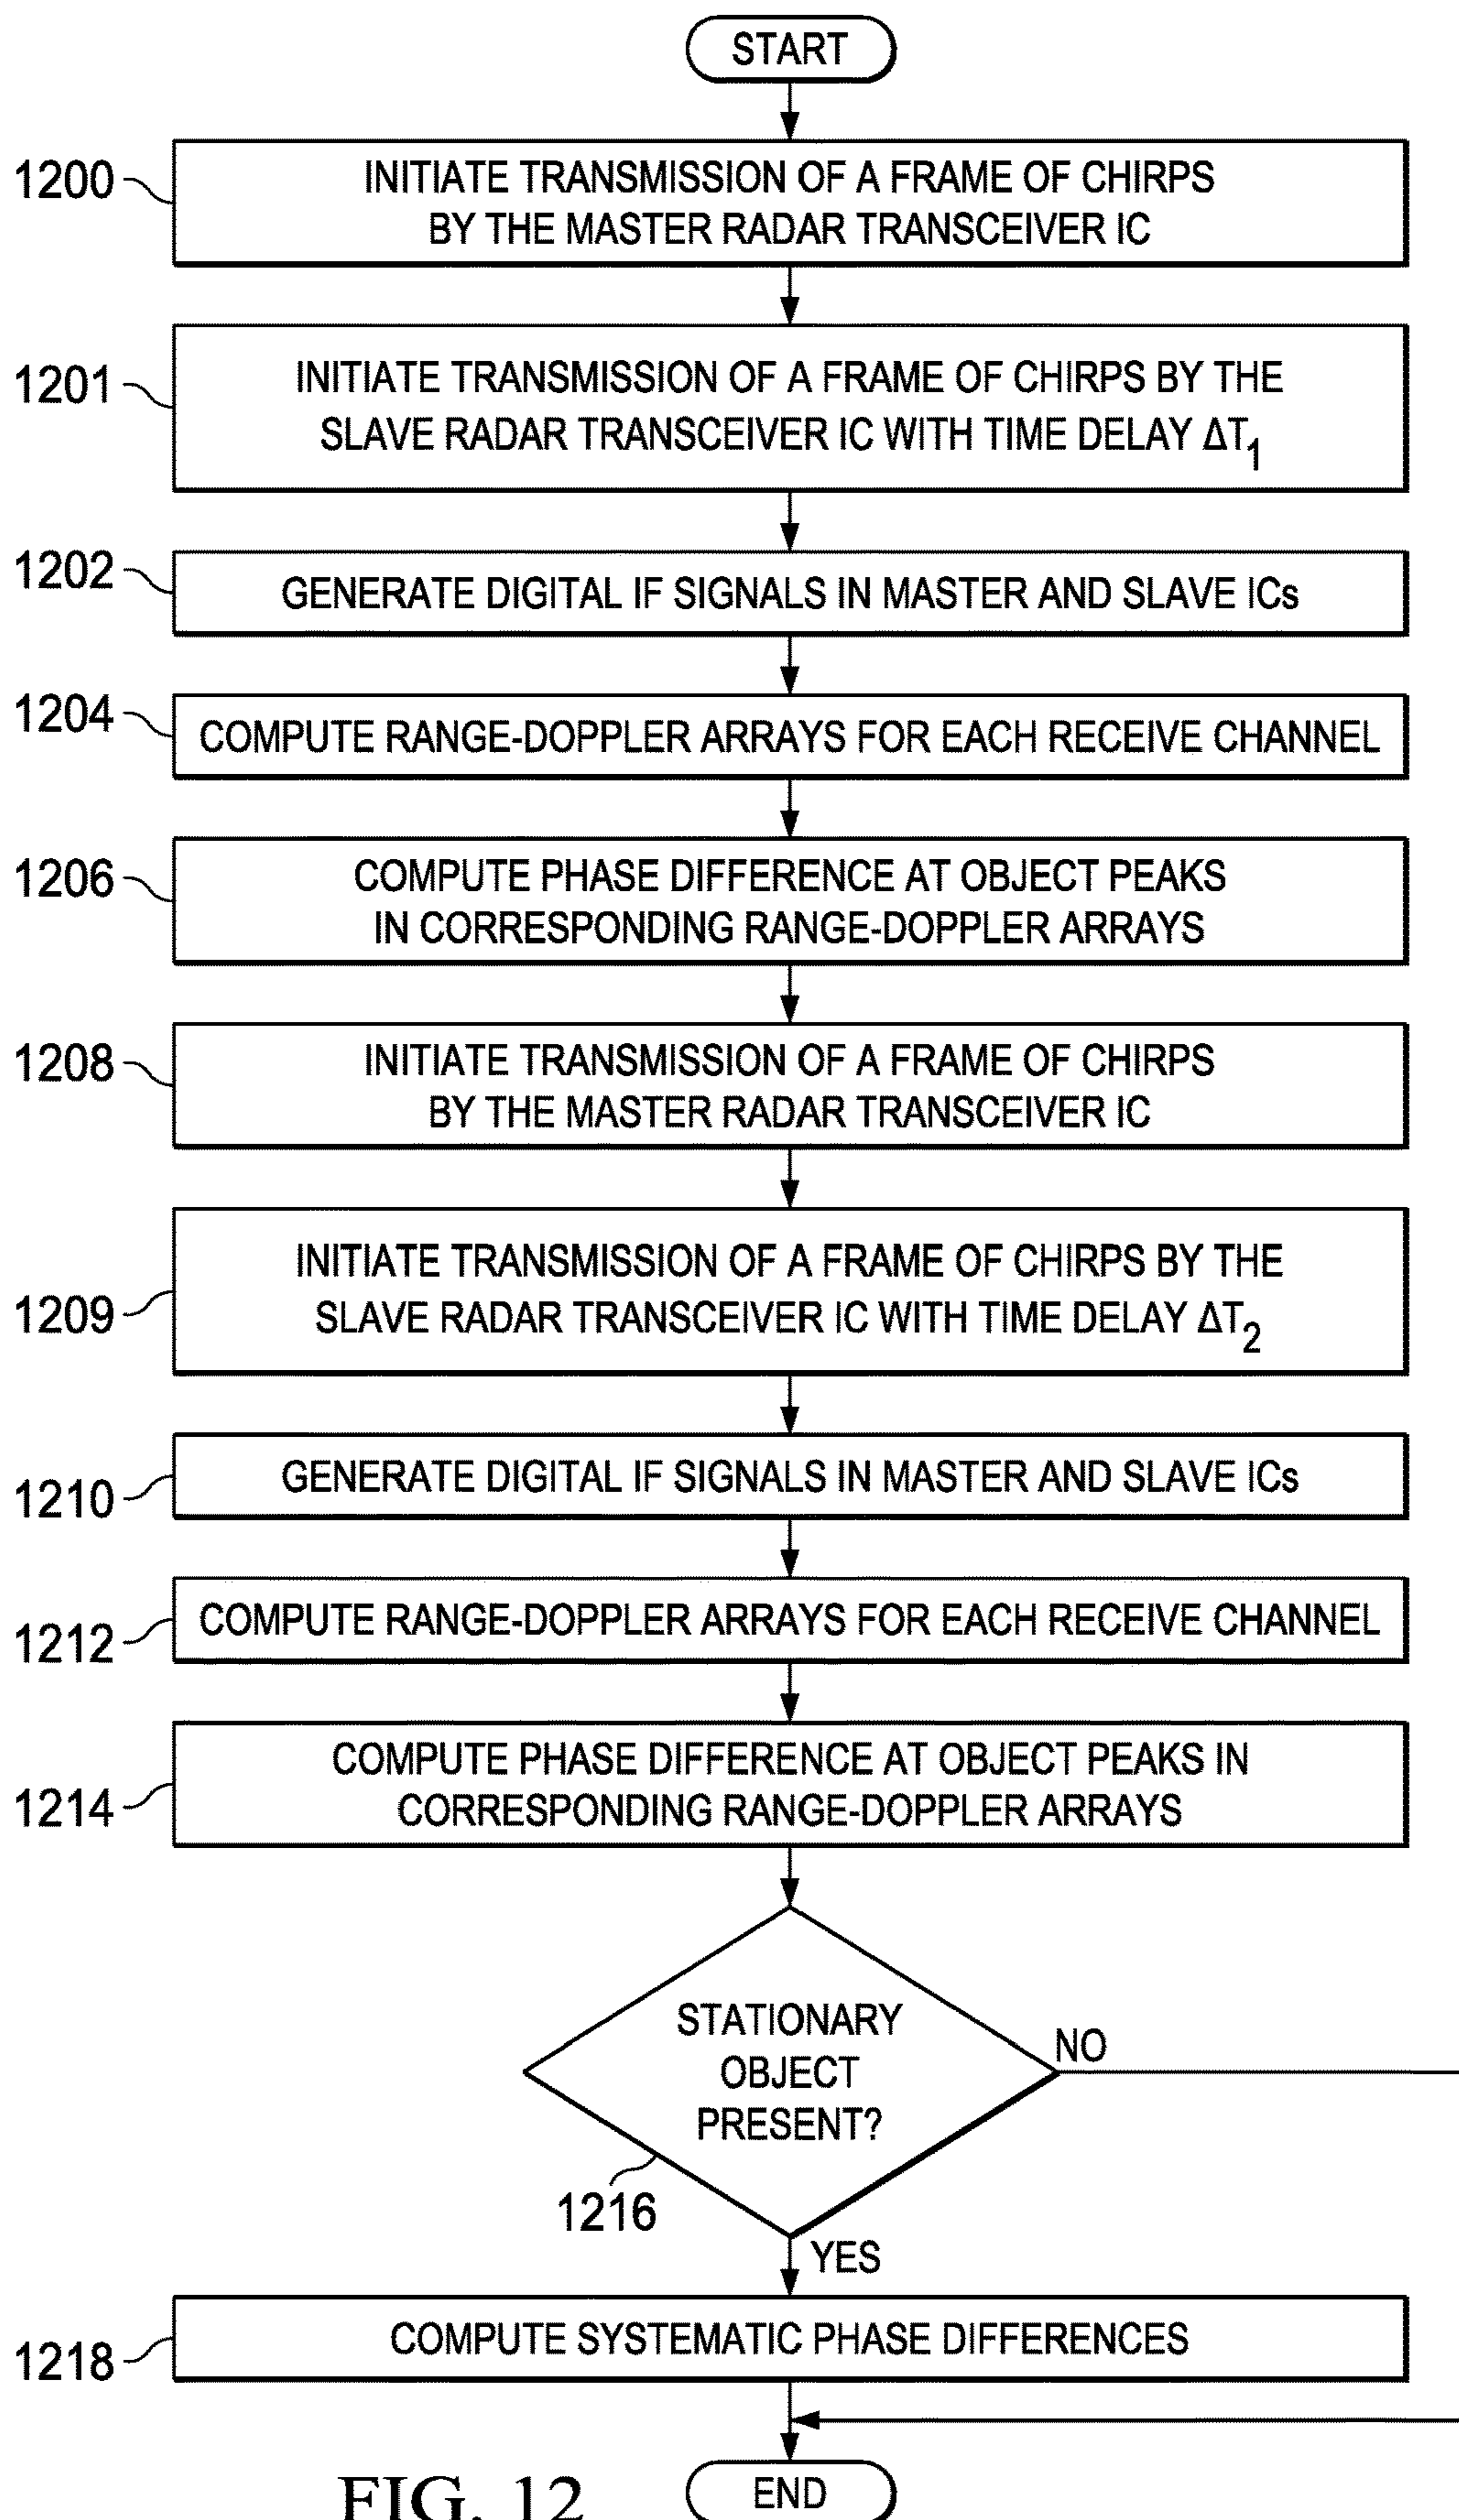 START
1200
INITIATE TRANSMISSION OF A FRAME OF CHIRPS
BY THE MASTER RADAR TRANSCEIVER IC
1201
INITIATE TRANSMISSION OF A FRAME OF CHIRPS BY THE
SLAVE RADAR TRANSCEIVER IC WITH TIME DELAY ΔT1
1202
GENERATE DIGITAL IF SIGNALS IN MASTER AND SLAVE ICs
1204
COMPUTE RANGE-DOPPLER ARRAYS FOR EACH RECEIVE CHANNEL
1206
COMPUTE PHASE DIFFERENCE AT OBJECT PEAKS
IN CORRESPONDING RANGE-DOPPLER ARRAYS
1208
INITIATE TRANSMISSION OF A FRAME OF CHIRPS
BY THE MASTER RADAR TRANSCEIVER IC
1209
INITIATE TRANSMISSION OF A FRAME OF CHIRPS BY THE
SLAVE RADAR TRANSCEIVER IC WITH TIME DELAY ΔT2
1210
GENERATE DIGITAL IF SIGNALS IN MASTER AND SLAVE ICs
1212
COMPUTE RANGE-DOPPLER ARRAYS FOR EACH RECEIVE CHANNEL
1214
COMPUTE PHASE DIFFERENCE AT OBJECT PEAKS IN
CORRESPONDING RANGE-DOPPLER ARRAYS
STATIONARY
OBJECT
PRESENT?
NO
1216
YES
1218
COMPUTE SYSTEMATIC PHASE DIFFERENCES
END
FIG. 12